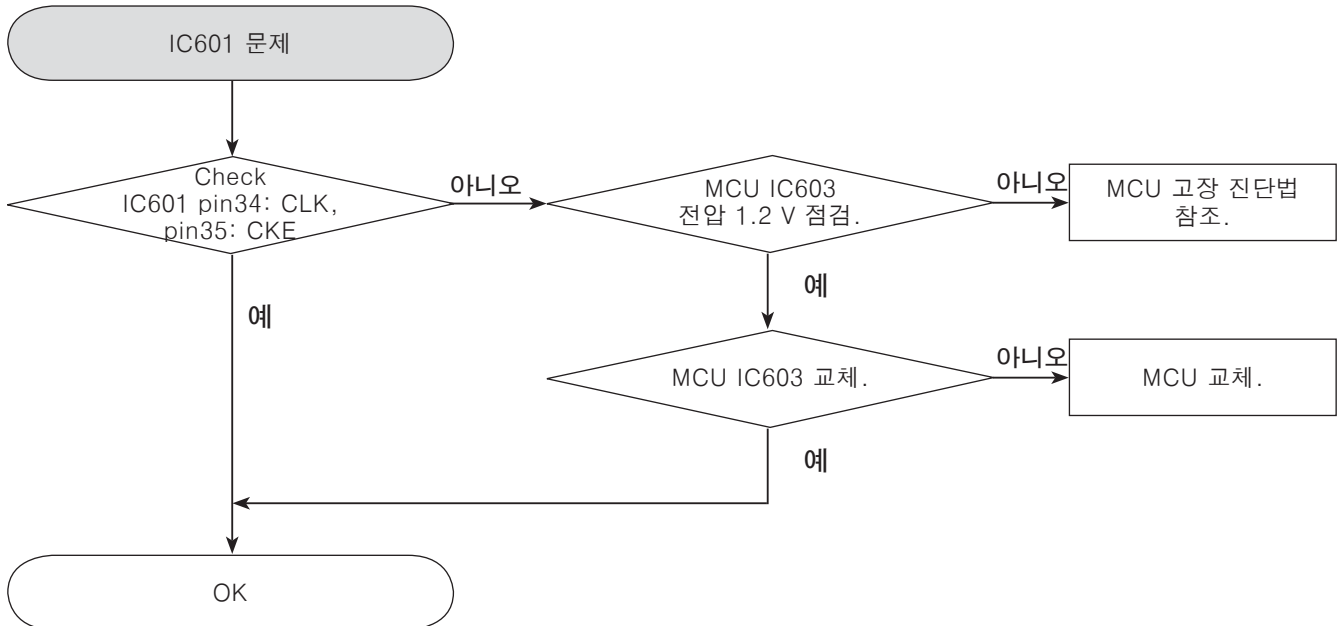 IC601 문제
Check
IC601 pin34: CLK,
pin35: CKE
아니오
MCU IC603
전압 1.2 V 점검.
아니오
MCU 고장 진단법
참조.
예
예
MCU IC603 교체.
아니오
MCU 교체.
예
OK